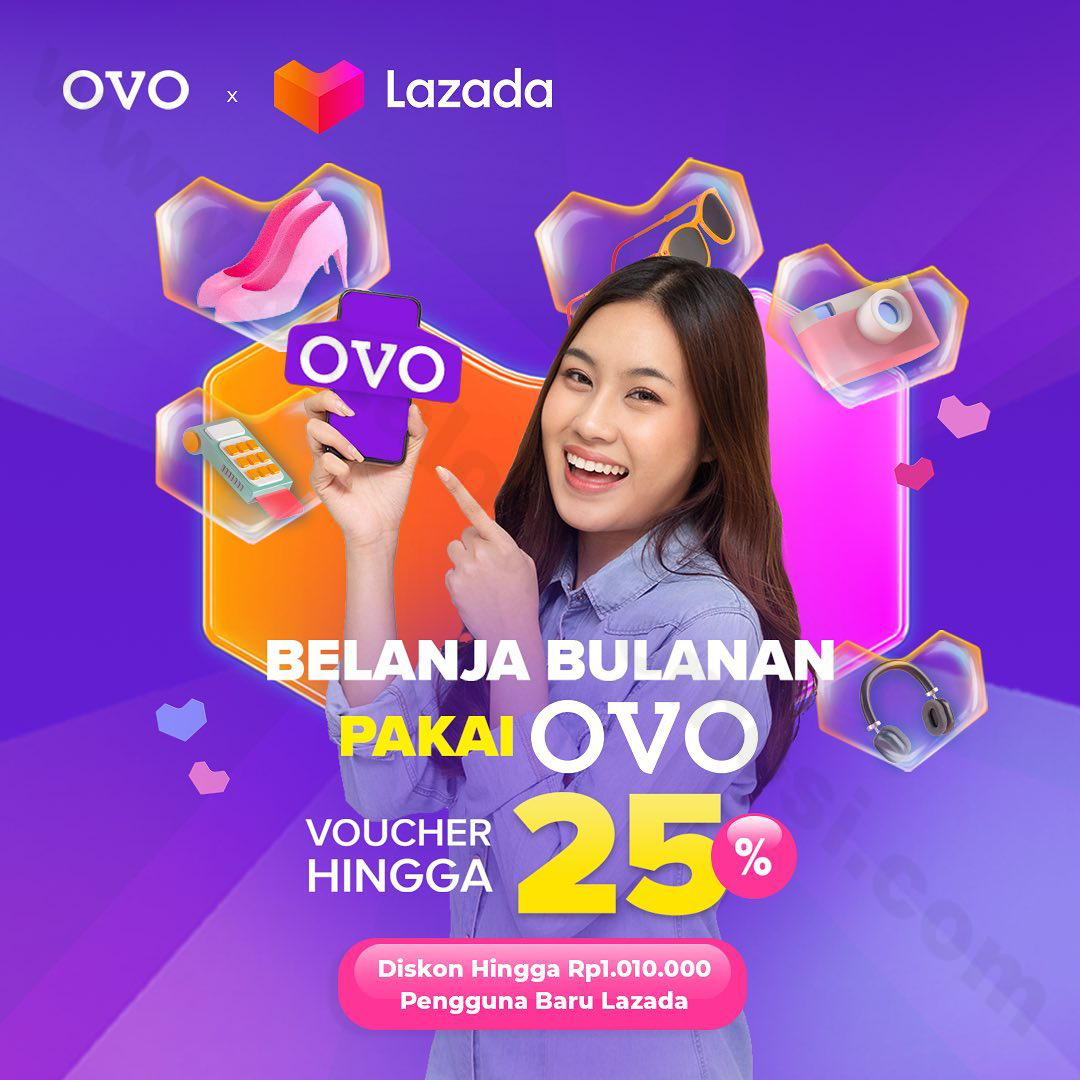 OVO x Lazada
OVO
BELANJA BULANAN
PAKAI OVO
VOUCHER
HINGGA
25%
Diskon Hingga Rp1.010.000
Pengguna Baru Lazada